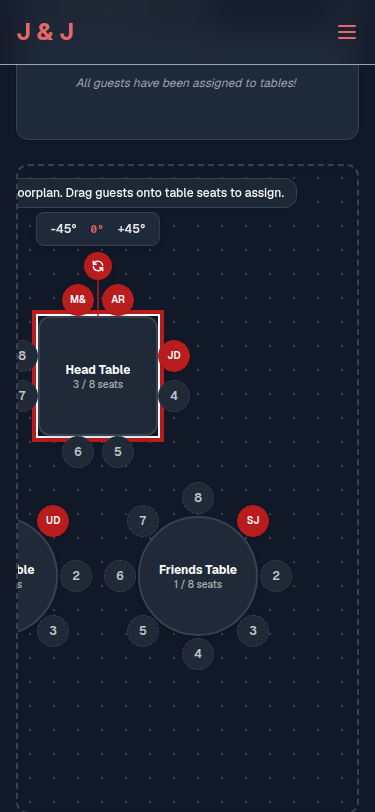 J & J
All guests have been assigned to tables!
oorplan. Drag guests onto table seats to assign.
-45° 0° +45°
M& AR
8 Head Table JD
3 / 8 seats
7 4
6 5
8
UD 7 SJ
ble 2 6 Friends Table 2
s 1 / 8 seats
3 5 3
4